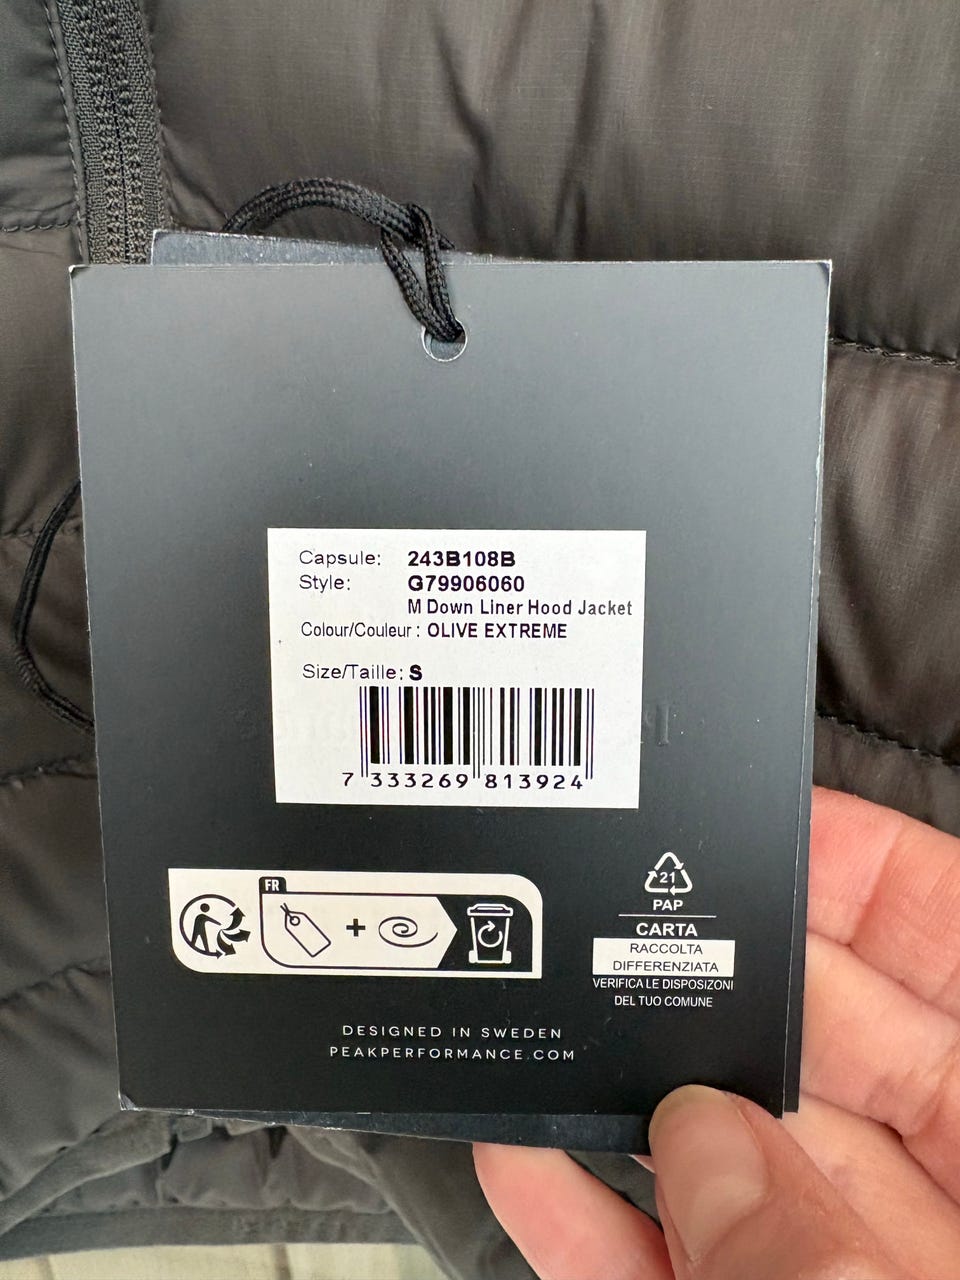 Capsule: 243B108B
Style: G79906060
M Down Liner Hood Jacket
Colour/Couleur : OLIVE EXTREME
Size/Taille: S
7 333269 813924
FR
+
21
PAP
CARTA
RACCOLTA
DIFFERENZIATA
VERIFICA LE DISPOSIZONI
DEL TUO COMUNE
DESIGNED IN SWEDEN
PEAKPERFORMANCE.COM